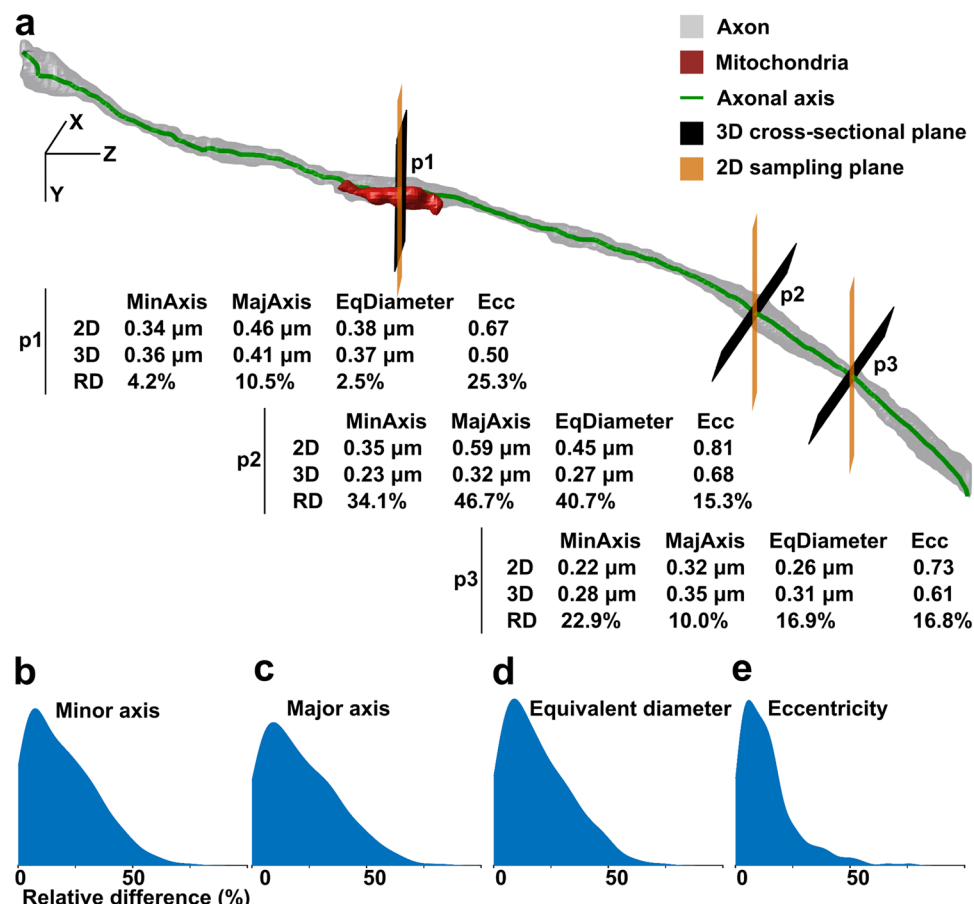 a
Axon
Mitochondria
Axonal axis
3D cross-sectional plane
2D sampling plane
X
Z
Y
p1
p2
p3
p1
MinAxis MajAxis EqDiameter Ecc
2D 0.34 µm 0.46 µm 0.38 µm 0.67
3D 0.36 µm 0.41 µm 0.37 µm 0.50
RD 4.2% 10.5% 2.5% 25.3%
p2
MinAxis MajAxis EqDiameter Ecc
2D 0.35 µm 0.59 µm 0.45 µm 0.81
3D 0.23 µm 0.32 µm 0.27 µm 0.68
RD 34.1% 46.7% 40.7% 15.3%
p3
MinAxis MajAxis EqDiameter Ecc
2D 0.22 µm 0.32 µm 0.26 µm 0.73
3D 0.28 µm 0.35 µm 0.31 µm 0.61
RD 22.9% 10.0% 16.9% 16.8%
b
Minor axis
0 50
Relative difference (%)
c
Major axis
0 50
d
Equivalent diameter
0 50
e
Eccentricity
0 50